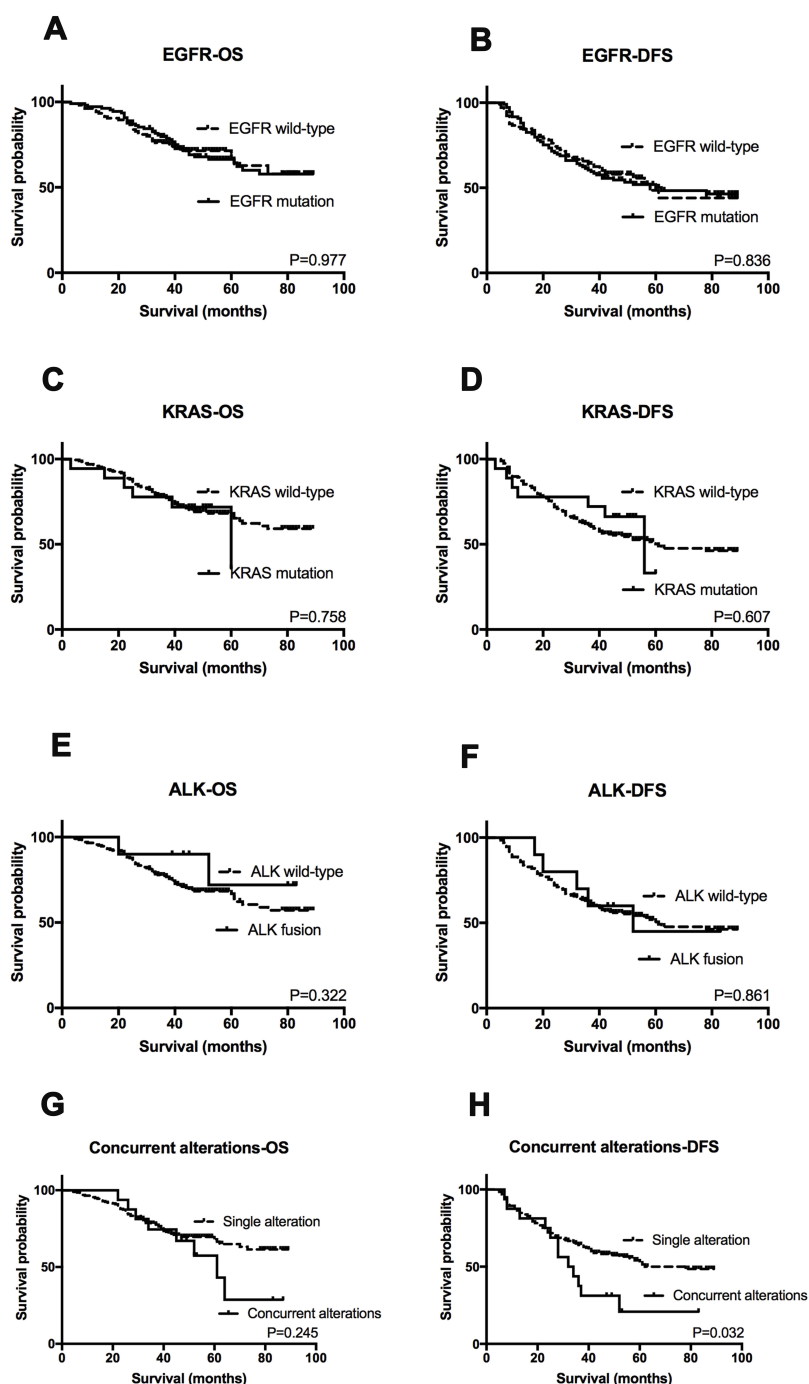 A
EGFR-OS
Survival probability
100
50
0
EGFR wild-type
EGFR mutation
P=0.977
0 20 40 60 80 100
Survival (months)
B
EGFR-DFS
Survival probability
100
50
0
EGFR wild-type
EGFR mutation
P=0.836
0 20 40 60 80 100
Survival (months)
C
KRAS-OS
Survival probability
100
50
0
KRAS wild-type
KRAS mutation
P=0.758
0 20 40 60 80 100
Survival (months)
D
KRAS-DFS
Survival probability
100
50
0
KRAS wild-type
KRAS mutation
P=0.607
0 20 40 60 80 100
Survival (months)
E
ALK-OS
Survival probability
100
50
0
ALK wild-type
ALK fusion
P=0.322
0 20 40 60 80 100
Survival (months)
F
ALK-DFS
Survival probability
100
50
0
ALK wild-type
ALK fusion
P=0.861
0 20 40 60 80 100
Survival (months)
G
Concurrent alterations-OS
Survival probability
100
50
0
Single alteration
Concurrent alterations
P=0.245
0 20 40 60 80 100
Survival (months)
H
Concurrent alterations-DFS
Survival probability
100
50
0
Single alteration
Concurrent alterations
P=0.032
0 20 40 60 80 100
Survival (months)